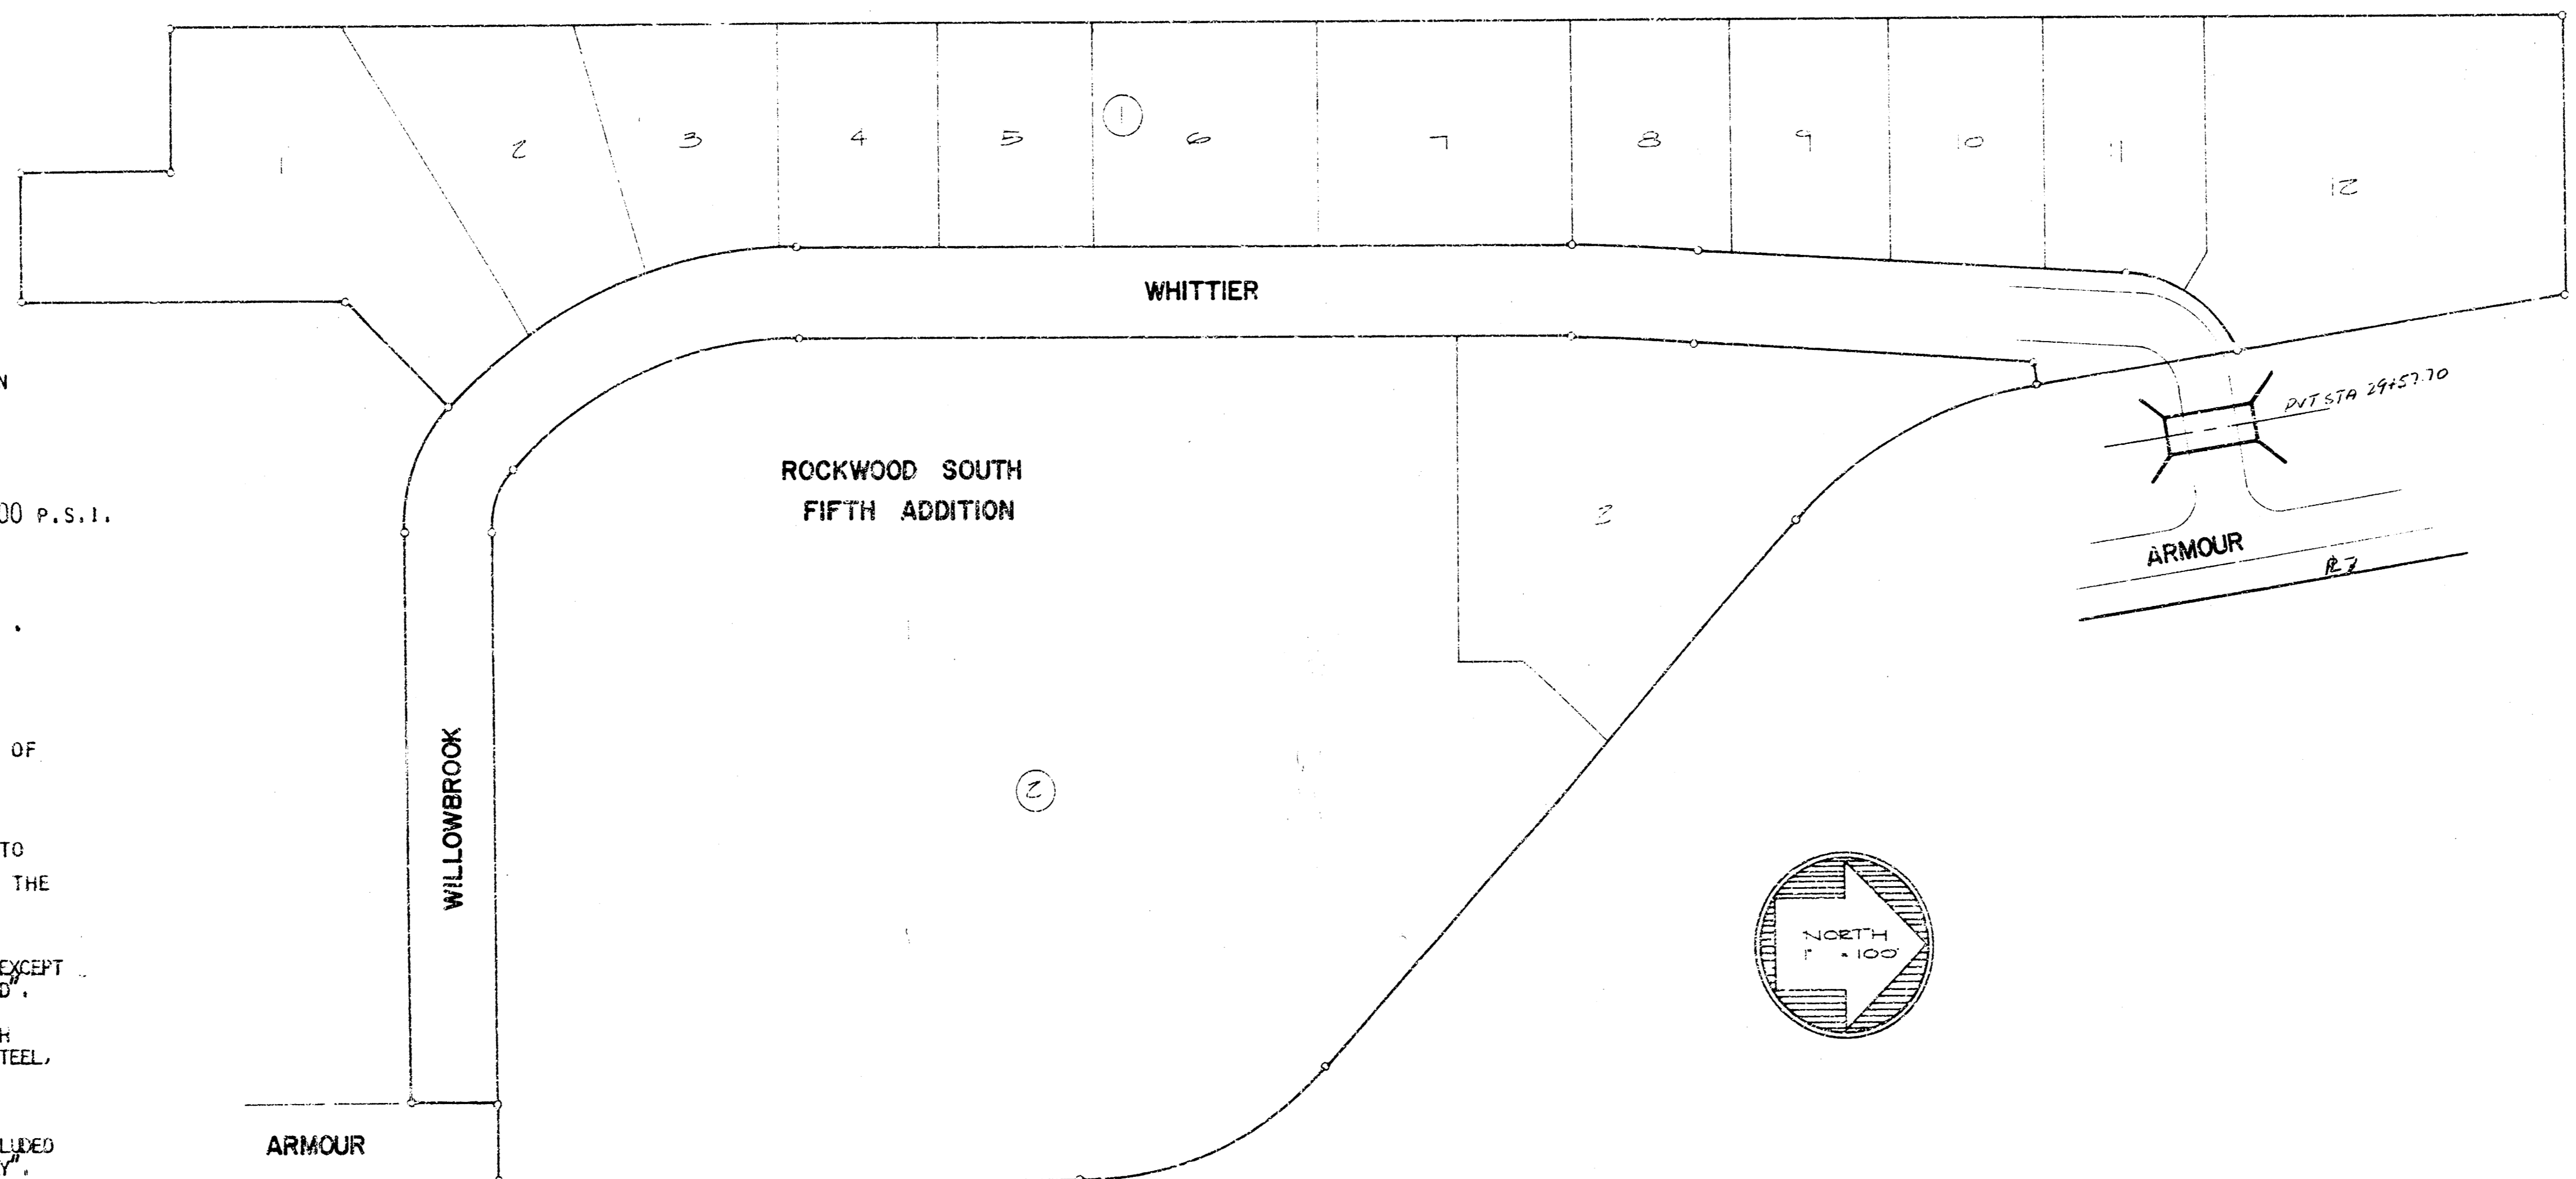 1
2
3
4
5
1
6
7
8
9
10
11
12
WHITTIER
N
PVT STA 29+57.70
ROCKWOOD SOUTH
FIFTH ADDITION
00 P.S.I.
2
ARMOUR
WILLOWBROOK
OF
2
TO
THE
NORTH
1" = 100'
EXCEPT
D".
H
TEEL,
ARMOUR
LUDED
Y".